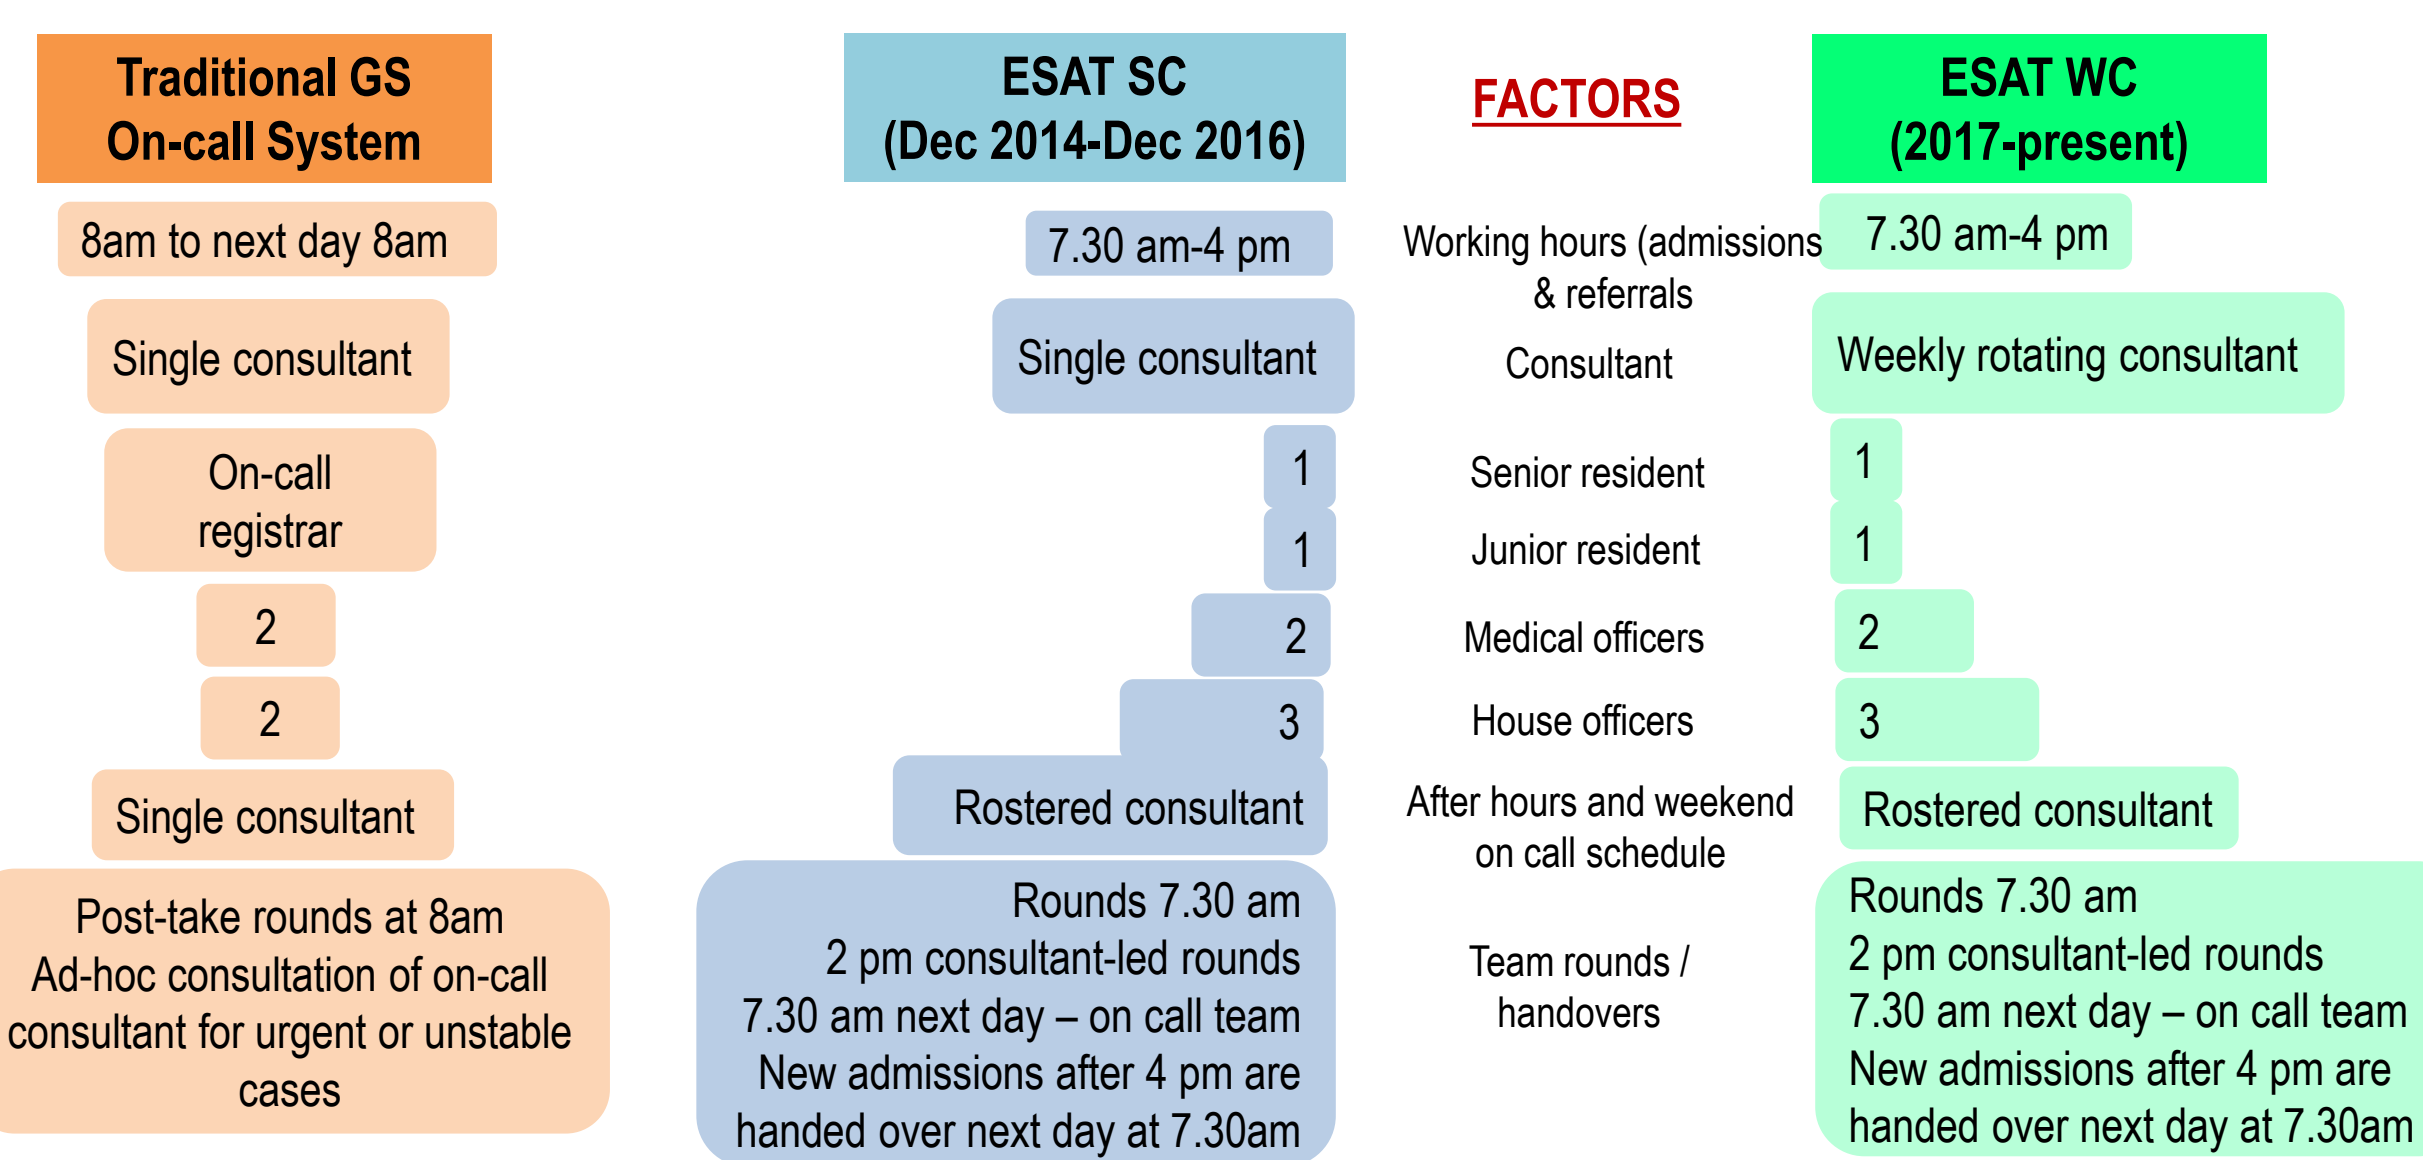 Traditional GS
On-call System
8am to next day 8am
Single consultant
On-call
registrar
2
2
Single consultant
Post-take rounds at 8am
Ad-hoc consultation of on-call
consultant for urgent or unstable
cases
ESAT SC
(Dec 2014-Dec 2016)
7.30 am-4 pm
Single consultant
1
1
2
3
Rostered consultant
Rounds 7.30 am
2 pm consultant-led rounds
7.30 am next day – on call team
New admissions after 4 pm are
handed over next day at 7.30am
FACTORS
Working hours (admissions
& referrals
Consultant
Senior resident
Junior resident
Medical officers
House officers
After hours and weekend
on call schedule
Team rounds /
handovers
ESAT WC
(2017-present)
7.30 am-4 pm
Weekly rotating consultant
1
1
2
3
Rostered consultant
Rounds 7.30 am
2 pm consultant-led rounds
7.30 am next day – on call team
New admissions after 4 pm are
handed over next day at 7.30am